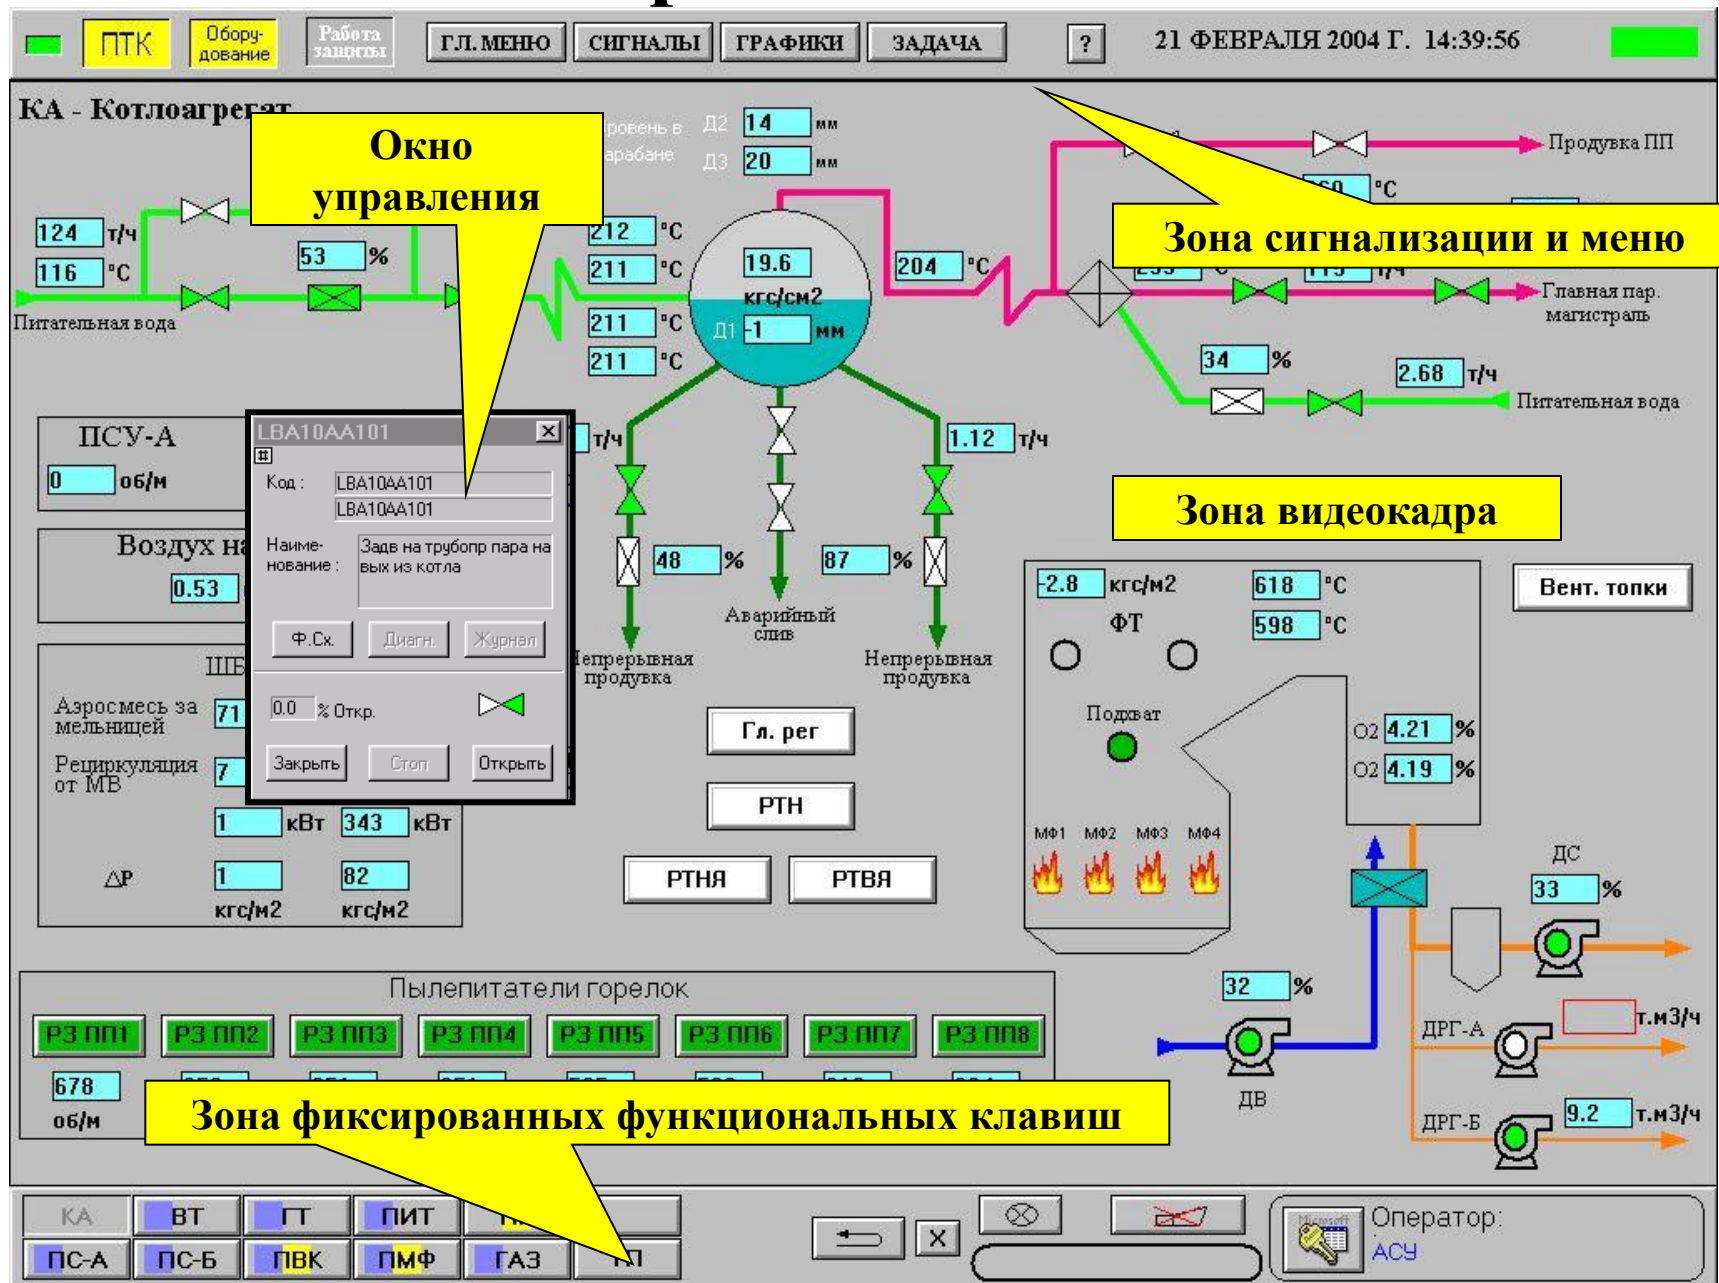 ПТК
Обору-
дование
Работа
защиты
ГЛ. МЕНЮ
СИГНАЛЫ
ГРАФИКИ
ЗАДАЧА
?
21 ФЕВРАЛЯ 2004 Г. 14:39:56
КА - Котлоагрегат
Окно
управления
Д2 14 мм
Д3 20 мм
Продувка ПП
°C
Зона сигнализации и меню
124 т/ч
116 °C
53 %
Питательная вода
212 °C
211 °C
211 °C
211 °C
19.6
кгс/см2
Д1 -1 мм
204 °C
Главная пар.
магистраль
34 %
2.68 т/ч
Питательная вода
ПСУ-А
0 об/м
Воздух
0.53
LBA10AA101
Код :
LBA10AA101
LBA10AA101
Наиме-
нование :
Задв на трубопр пара на
вых из котла
Ф.Сх.
Диагн.
Журнал
0.0 % Откр.
Закрыть
Стоп
Открыть
т/ч
1.12 т/ч
48 %
87 %
Аварийный
слив
Непрерывная
продувка
Непрерывная
продувка
Зона видеокадра
-2.8 кгс/м2
618 °C
598 °C
ФТ
Вент. топки
Подхват
O2 4.21 %
O2 4.19 %
МФ1 МФ2 МФ3 МФ4
Аэросмесь за
мельницей
71
Рециркуляция
от МВ
7
1 кВт 343 кВт
△P
1
82
кгс/м2 кгс/м2
Гл. рег
РТН
РТНЯ
РТВЯ
ДС
33 %
32 %
ДВ
ДРГ-А
т.м3/ч
ДРГ-Б
9.2 т.м3/ч
Пылепитатели горелок
РЗ ПП1
РЗ ПП2
РЗ ПП3
РЗ ПП4
РЗ ПП5
РЗ ПП6
РЗ ПП7
РЗ ПП8
678
об/м
Зона фиксированных функциональных клавиш
КА
ВТ
ГТ
ПИТ
ПС-А
ПС-Б
ПВК
ПМФ
ГАЗ
X
Microsoft
Оператор:
АСУ